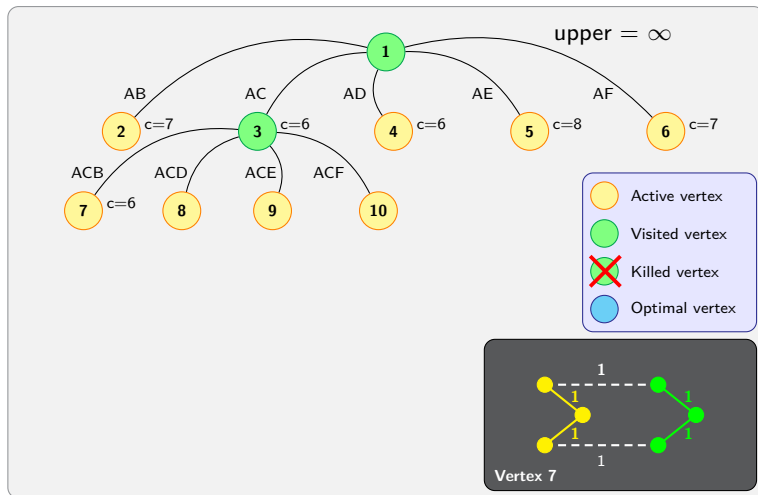 upper = ∞
1
AB
AC
AD
AE
AF
2
c=7
3
c=6
4
c=6
5
c=8
6
c=7
ACB
ACD
ACE
ACF
7
c=6
8
9
10
Active vertex
Visited vertex
Killed vertex
Optimal vertex
1
1
1
1
1
1
Vertex 7